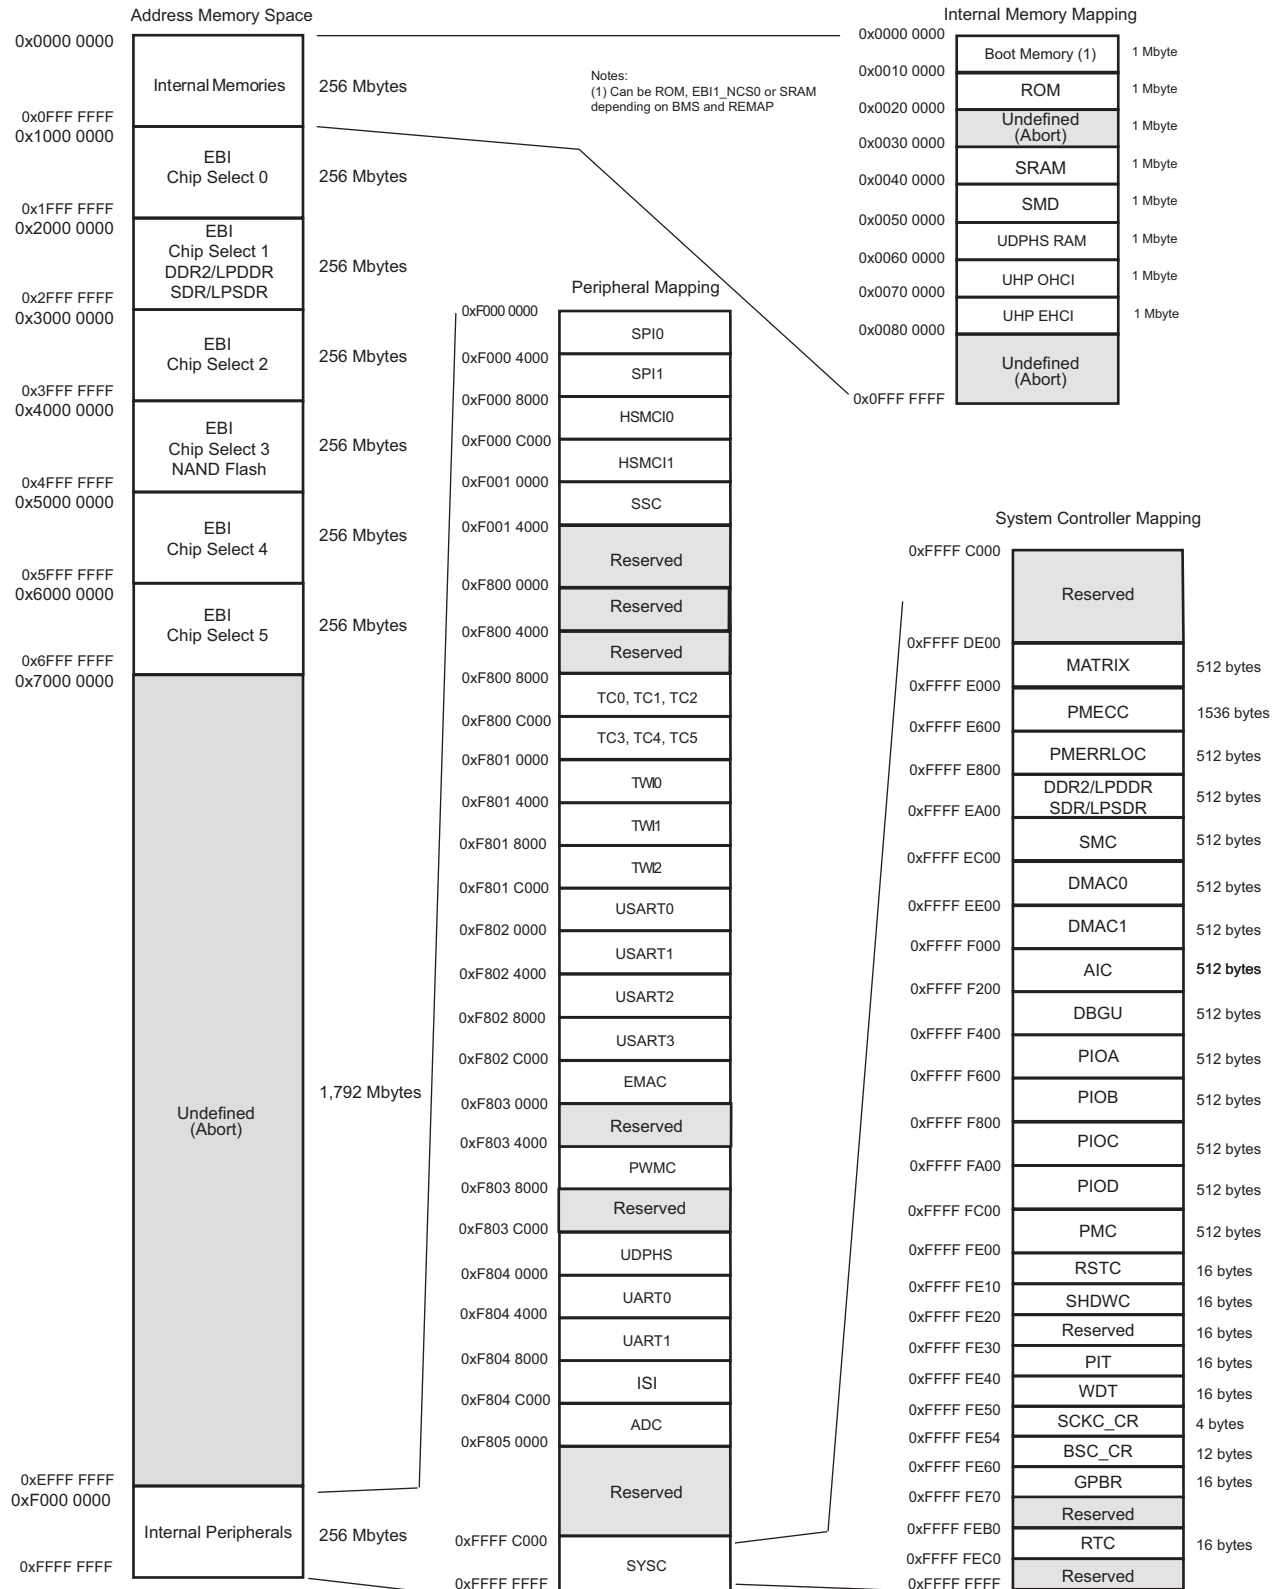 Address Memory Space
0x0000 0000
Internal Memories
256 Mbytes
0x0FFF FFFF
0x1000 0000
EBI
Chip Select 0
256 Mbytes
0x1FFF FFFF
0x2000 0000
EBI
Chip Select 1
DDR2/LPDDR
SDR/LPSDR
256 Mbytes
0x2FFF FFFF
0x3000 0000
EBI
Chip Select 2
256 Mbytes
0x3FFF FFFF
0x4000 0000
EBI
Chip Select 3
NAND Flash
256 Mbytes
0x4FFF FFFF
0x5000 0000
EBI
Chip Select 4
256 Mbytes
0x5FFF FFFF
0x6000 0000
EBI
Chip Select 5
256 Mbytes
0x6FFF FFFF
0x7000 0000
Undefined
(Abort)
1,792 Mbytes
0xEFFF FFFF
0xF000 0000
Internal Peripherals
256 Mbytes
0xFFFF FFFF
Notes:
(1) Can be ROM, EBI1_NCS0 or SRAM
depending on BMS and REMAP
Peripheral Mapping
0xF000 0000
SPI0
0xF000 4000
SPI1
0xF000 8000
HSMCI0
0xF000 C000
HSMCI1
0xF001 0000
SSC
0xF001 4000
Reserved
0xF800 0000
Reserved
0xF800 4000
Reserved
0xF800 8000
TC0, TC1, TC2
0xF800 C000
TC3, TC4, TC5
0xF801 0000
TWI0
0xF801 4000
TWI1
0xF801 8000
TWI2
0xF801 C000
USART0
0xF802 0000
USART1
0xF802 4000
USART2
0xF802 8000
USART3
0xF802 C000
EMAC
0xF803 0000
Reserved
0xF803 4000
PWMC
0xF803 8000
Reserved
0xF803 C000
UDPHS
0xF804 0000
UART0
0xF804 4000
UART1
0xF804 8000
ISI
0xF804 C000
ADC
0xF805 0000
Reserved
0xFFFF C000
SYSC
0xFFFF FFFF
Internal Memory Mapping
0x0000 0000
Boot Memory (1)
1 Mbyte
0x0010 0000
ROM
1 Mbyte
0x0020 0000
Undefined
(Abort)
1 Mbyte
0x0030 0000
SRAM
1 Mbyte
0x0040 0000
SMD
1 Mbyte
0x0050 0000
UDPHS RAM
1 Mbyte
0x0060 0000
UHP OHCI
1 Mbyte
0x0070 0000
UHP EHCI
1 Mbyte
0x0080 0000
Undefined
(Abort)
0x0FFF FFFF
System Controller Mapping
0xFFFF C000
Reserved
0xFFFF DE00
MATRIX
512 bytes
0xFFFF E000
PMECC
1536 bytes
0xFFFF E600
PMERRLOC
512 bytes
0xFFFF E800
DDR2/LPDDR
SDR/LPSDR
512 bytes
0xFFFF EA00
SMC
512 bytes
0xFFFF EC00
DMAC0
512 bytes
0xFFFF EE00
DMAC1
512 bytes
0xFFFF F000
AIC
512 bytes
0xFFFF F200
DBGU
512 bytes
0xFFFF F400
PIOA
512 bytes
0xFFFF F600
PIOB
512 bytes
0xFFFF F800
PIOC
512 bytes
0xFFFF FA00
PIOD
512 bytes
0xFFFF FC00
PMC
512 bytes
0xFFFF FE00
RSTC
16 bytes
0xFFFF FE10
SHDWC
16 bytes
0xFFFF FE20
Reserved
16 bytes
0xFFFF FE30
PIT
16 bytes
0xFFFF FE40
WDT
16 bytes
0xFFFF FE50
SCKC_CR
4 bytes
0xFFFF FE54
BSC_CR
12 bytes
0xFFFF FE60
GPBR
16 bytes
0xFFFF FE70
Reserved
0xFFFF FEB0
RTC
16 bytes
0xFFFF FEC0
Reserved
0xFFFF FFFF